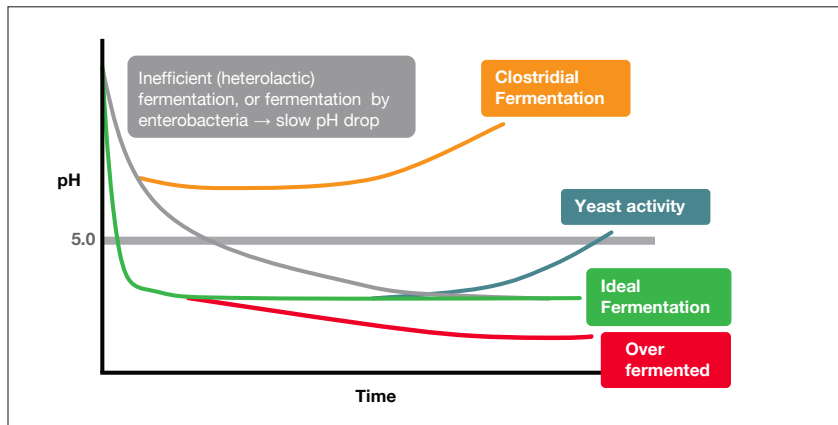 Inefficient (heterolactic)
fermentation, or fermentation by
enterobacteria → slow pH drop
Clostridial
Fermentation
pH
Yeast activity
5.0
Ideal
Fermentation
Over
fermented
Time